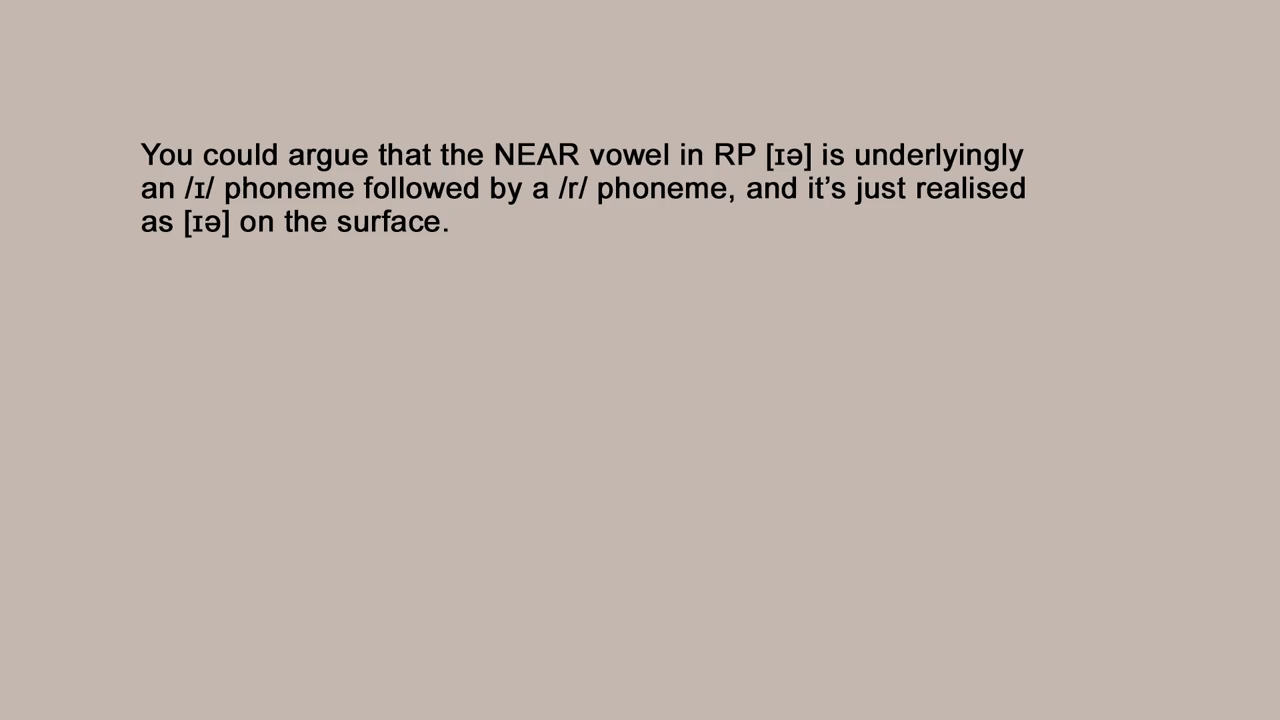 You could argue that the NEAR vowel in RP [ɪə] is underlyingly
an /ɪ/ phoneme followed by a /r/ phoneme, and it’s just realised
as [ɪə] on the surface.